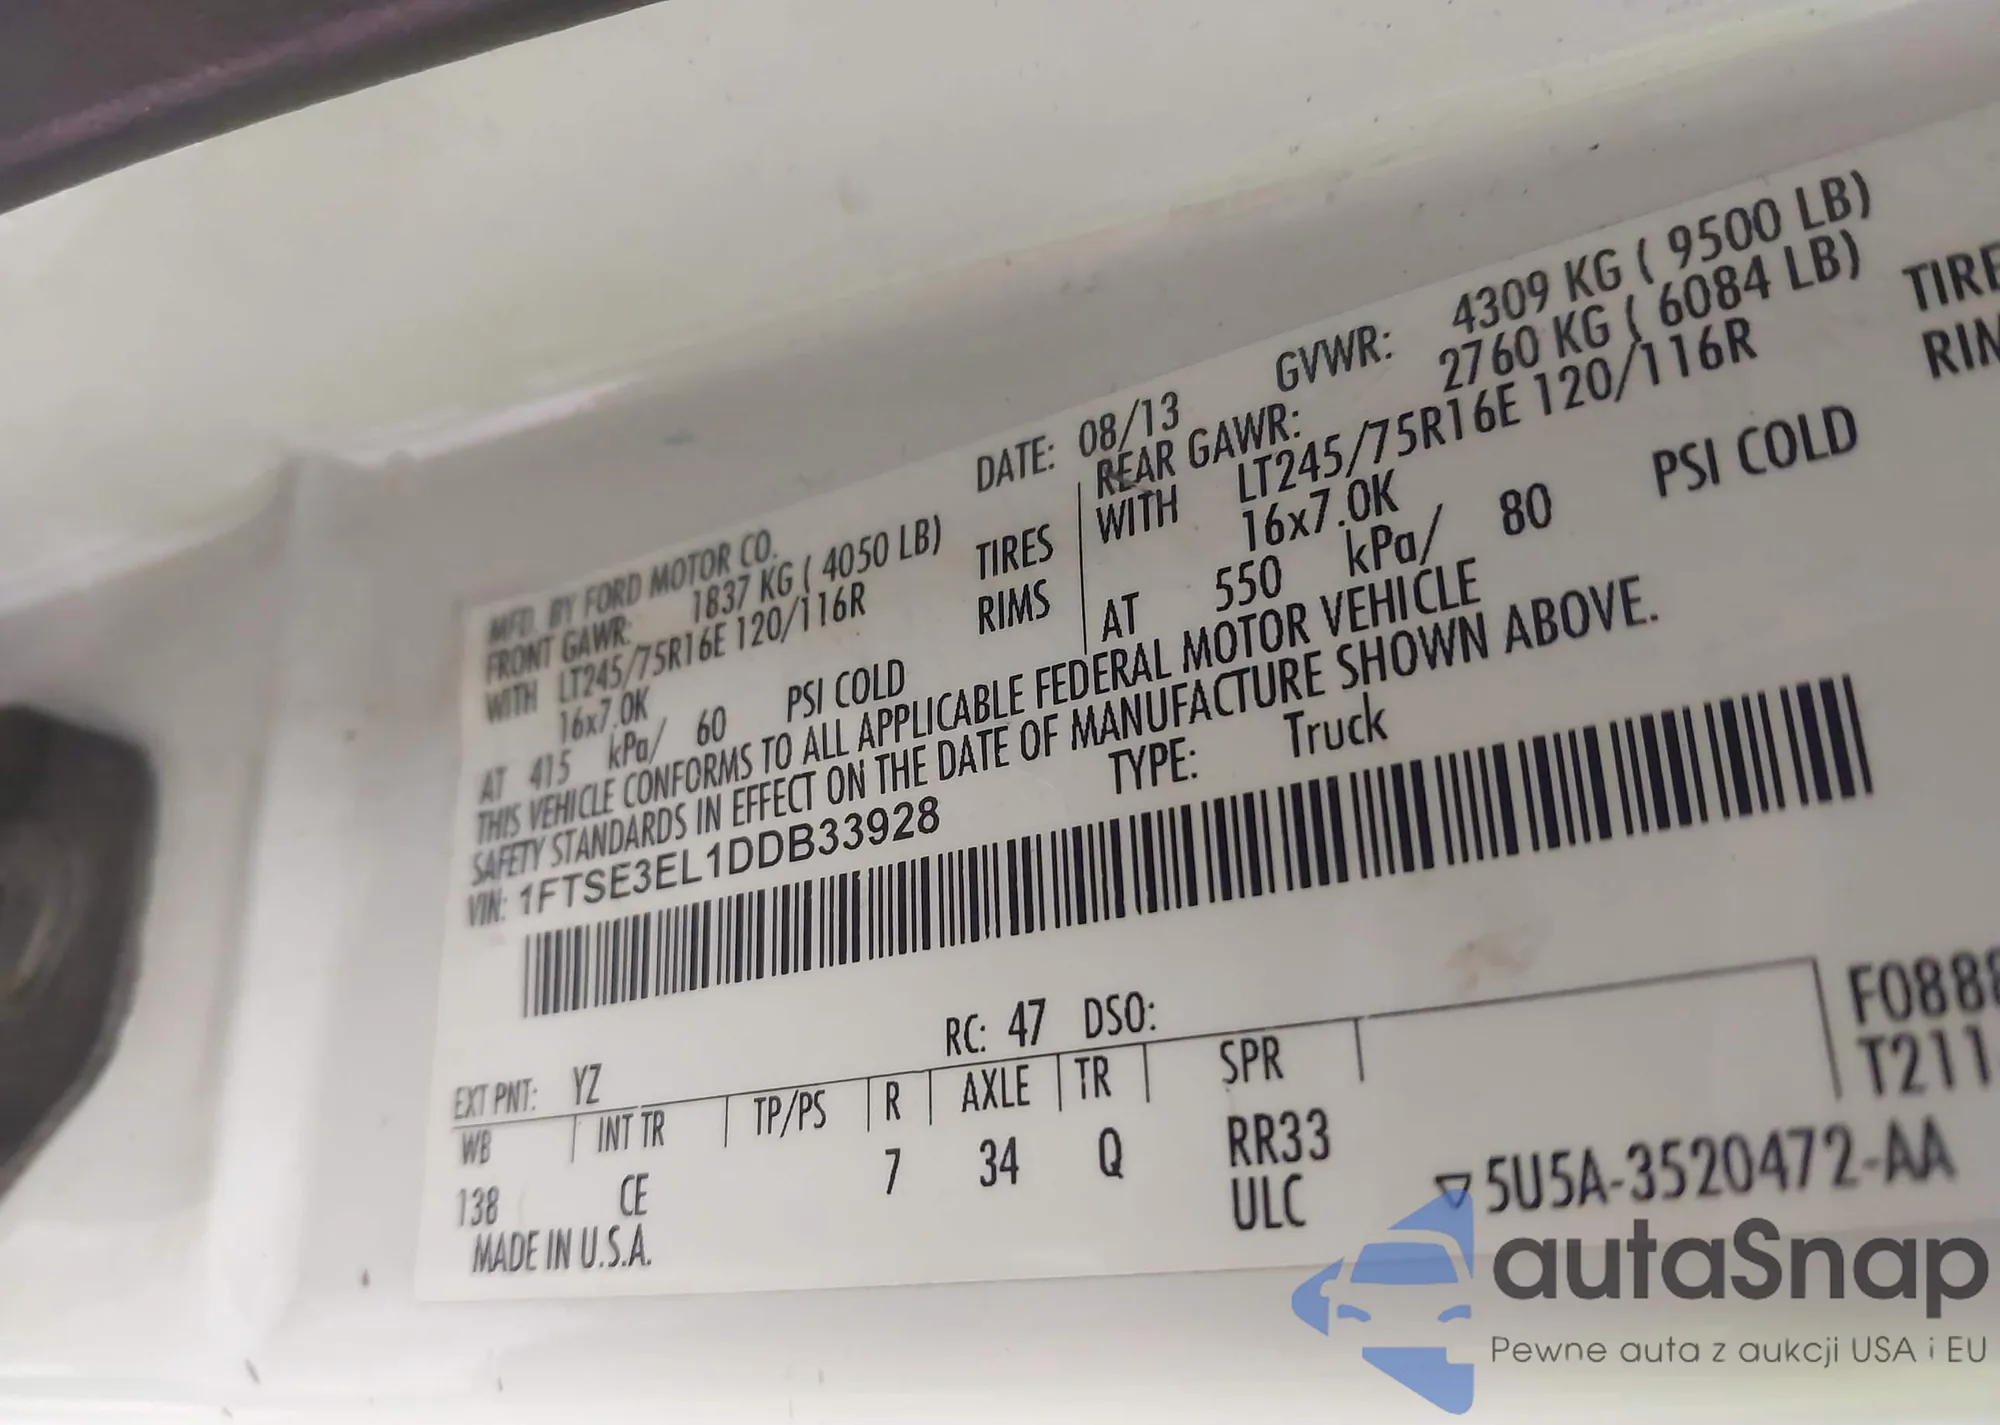 MFD. BY FORD MOTOR CO.
DATE: 08/13
GVWR: 4309 KG ( 9500 LB)
FRONT GAWR: 1837 KG ( 4050 LB)
REAR GAWR: 2760 KG ( 6084 LB)
WITH LT245/75R16E 120/116R TIRES
WITH LT245/75R16E 120/116R TIRE
16x7.0K RIMS
16x7.0K
AT 415 kPa/ 60 PSI COLD
AT 550 kPa/ 80 PSI COLD
THIS VEHICLE CONFORMS TO ALL APPLICABLE FEDERAL MOTOR VEHICLE
SAFETY STANDARDS IN EFFECT ON THE DATE OF MANUFACTURE SHOWN ABOVE.
VIN: 1FTSE3EL1DDB33928
TYPE: Truck
EXT PNT: YZ RC: 47 DSO:
WB INT TR TP/PS R AXLE TR SPR
138 CE 7 34 Q RR33
ULC
MADE IN U.S.A.
F088
T211
▽5U5A-3520472-AA
autaSnap
Pewne auta z aukcji USA i EU